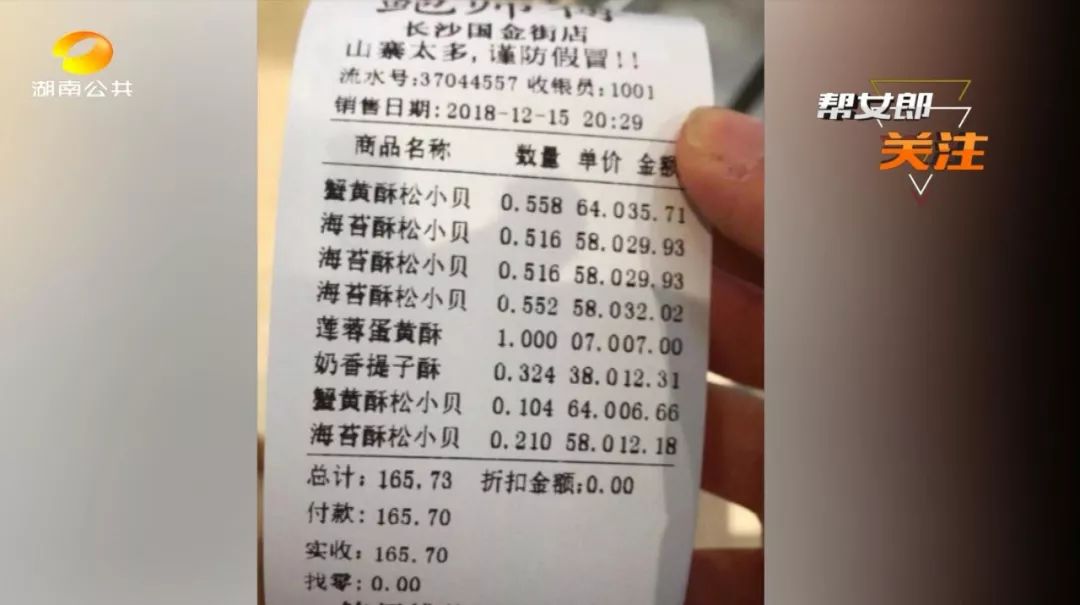 湖南公共
帮女郎
关注
长沙国金街店
山寨太多,谨防假冒!!
流水号:37044557 收银员:1001
销售日期:2018-12-15 20:29
商品名称 数量 单价 金额
蟹黄酥松小贝 0.558 64.035.71
海苔酥松小贝 0.516 58.029.93
海苔酥松小贝 0.516 58.029.93
海苔酥松小贝 0.552 58.032.02
莲蓉蛋黄酥 1.000 07.007.00
奶香提子酥 0.324 38.012.31
蟹黄酥松小贝 0.104 64.006.66
海苔酥松小贝 0.210 58.012.18
总计: 165.73 折扣金额:0.00
付款: 165.70
实收: 165.70
找零: 0.00